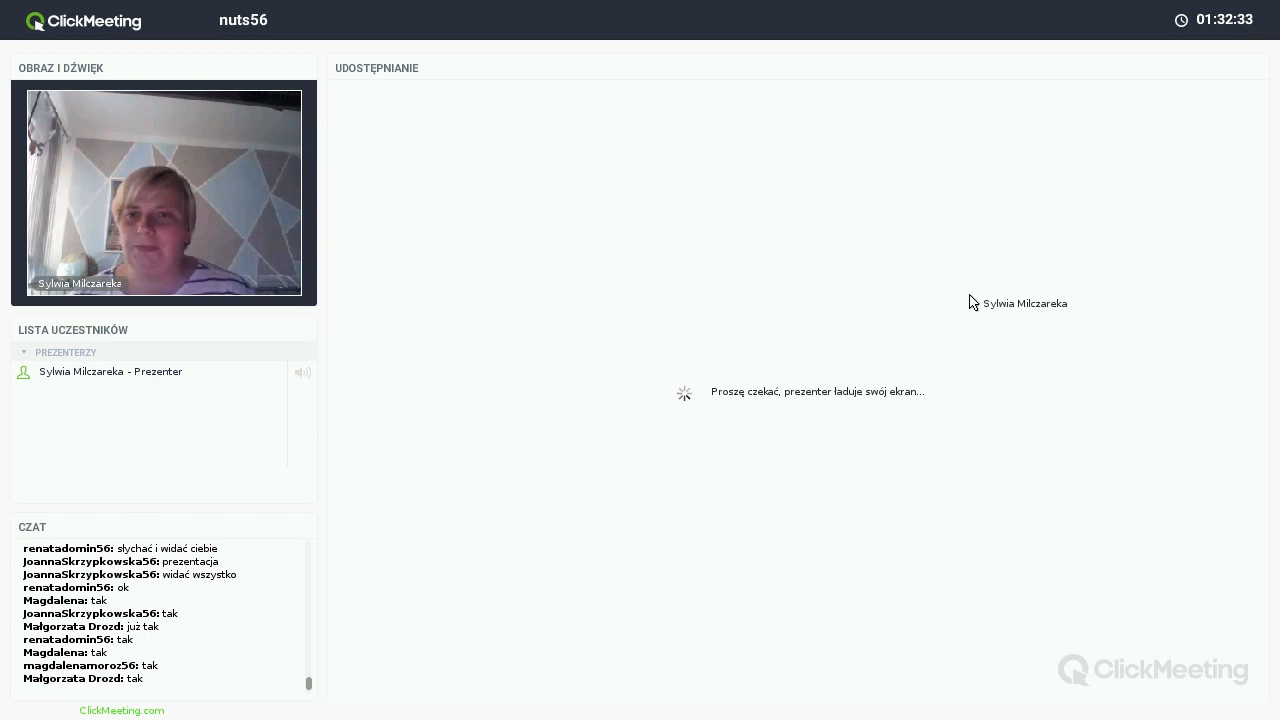 ClickMeeting
nuts56
01:32:33
OBRAZ I DŹWIĘK
Sylwia Milczareka
LISTA UCZESTNIKÓW
PREZENTERZY
Sylwia Milczareka - Prezenter
CZAT
renatadomin56: słychać i widać ciebie
JoannaSkrzypkowska56: prezentacja
JoannaSkrzypkowska56: widać wszystko
renatadomin56: ok
Magdalena: tak
JoannaSkrzypkowska56: tak
Małgorzata Drozd: już tak
renatadomin56: tak
Magdalena: tak
magdalenamoroz56: tak
Małgorzata Drozd: tak
ClickMeeting.com
UDOSTĘPNIANIE
Sylwia Milczareka
Proszę czekać, prezenter ładuje swój ekran...
ClickMeeting